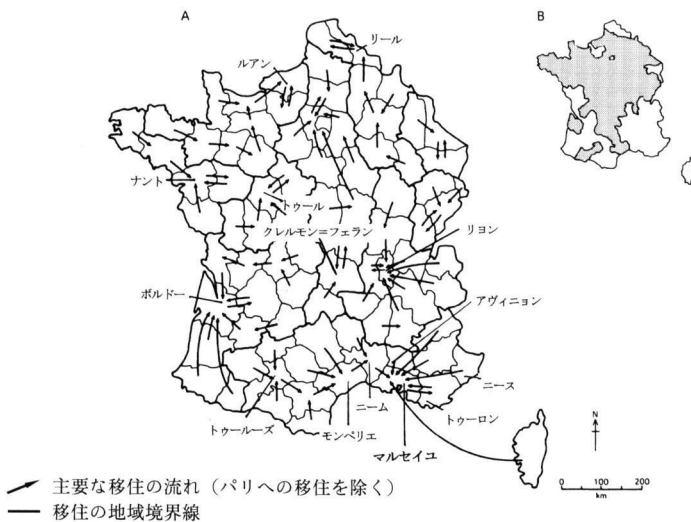 A
B
リール
ルアン
ナント
トゥール
クレルモン=フェラン
リヨン
ボルドー
アヴィニョン
ニース
ニーム
トゥーロン
トゥールーズ
モンペリエ
マルセイユ
N
0 100 200
km
主要な移住の流れ(パリへの移住を除く)
移住の地域境界線